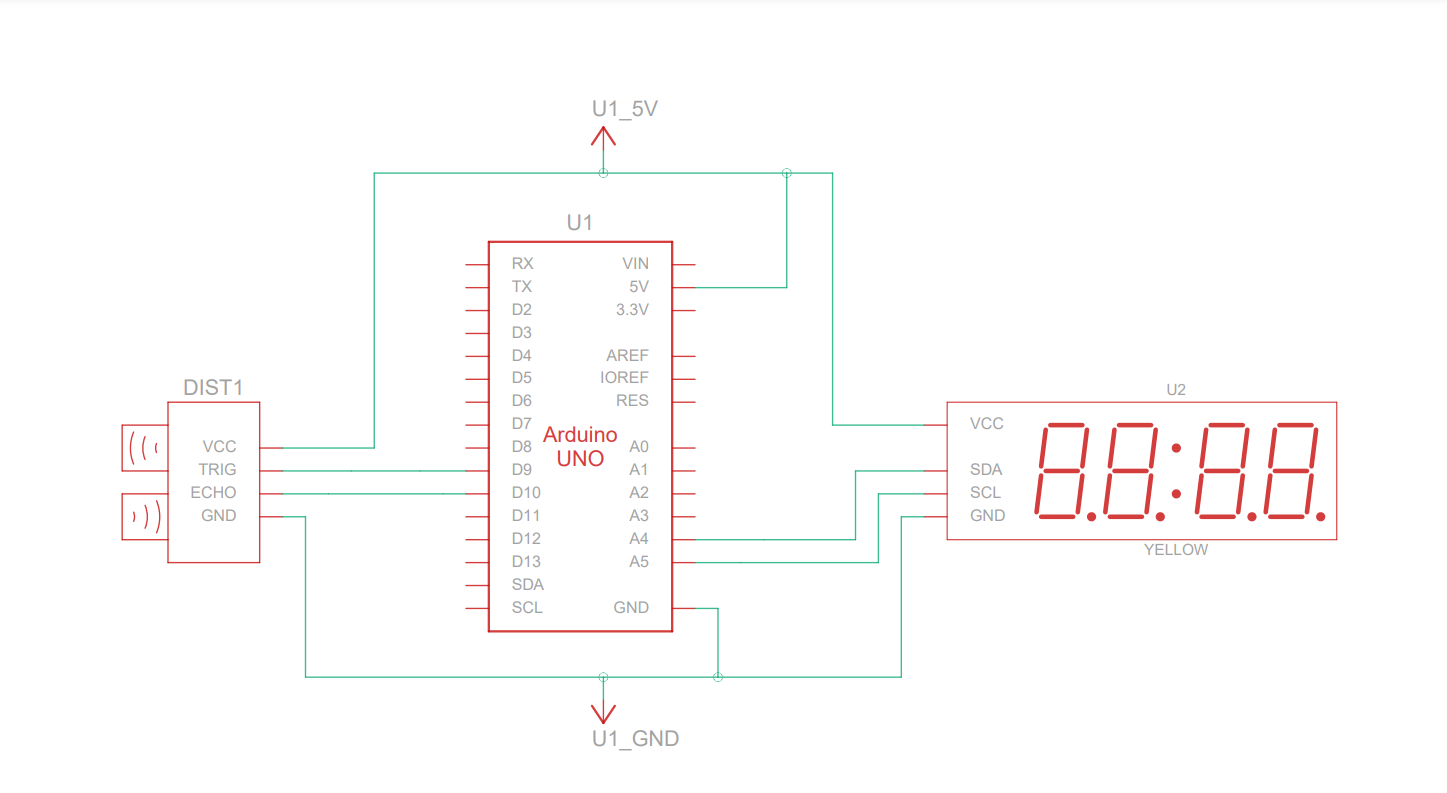 U1_5V
U1
RX VIN
TX 5V
D2 3.3V
D3
D4 AREF
D5 IOREF
D6 RES
D7
Arduino
UNO
D8 A0
D9 A1
D10 A2
D11 A3
D12 A4
D13 A5
SDA
SCL GND
DIST1
VCC
TRIG
ECHO
GND
U2
VCC
SDA
SCL
GND
88:88
YELLOW
U1_GND